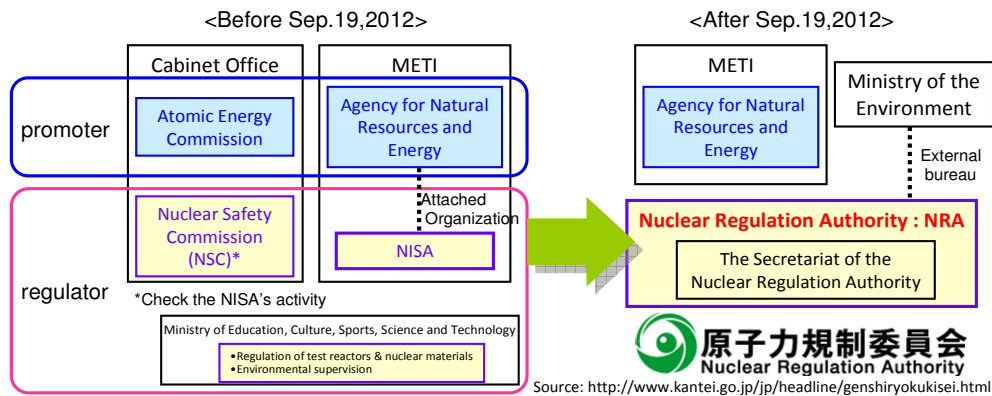 <Before Sep.19,2012>
<After Sep.19,2012>
Cabinet Office
METI
promoter
Atomic Energy
Commission
Agency for Natural
Resources and
Energy
Attached
Organization
regulator
Nuclear Safety
Commission
(NSC)*
NISA
*Check the NISA's activity
Ministry of Education, Culture, Sports, Science and Technology
•Regulation of test reactors & nuclear materials
•Environmental supervision
METI
Agency for Natural
Resources and
Energy
Ministry of the
Environment
External
bureau
Nuclear Regulation Authority : NRA
The Secretariat of the
Nuclear Regulation Authority
原子力規制委員会
Nuclear Regulation Authority
Source: http://www.kantei.go.jp/jp/headline/genshiryokukisei.html